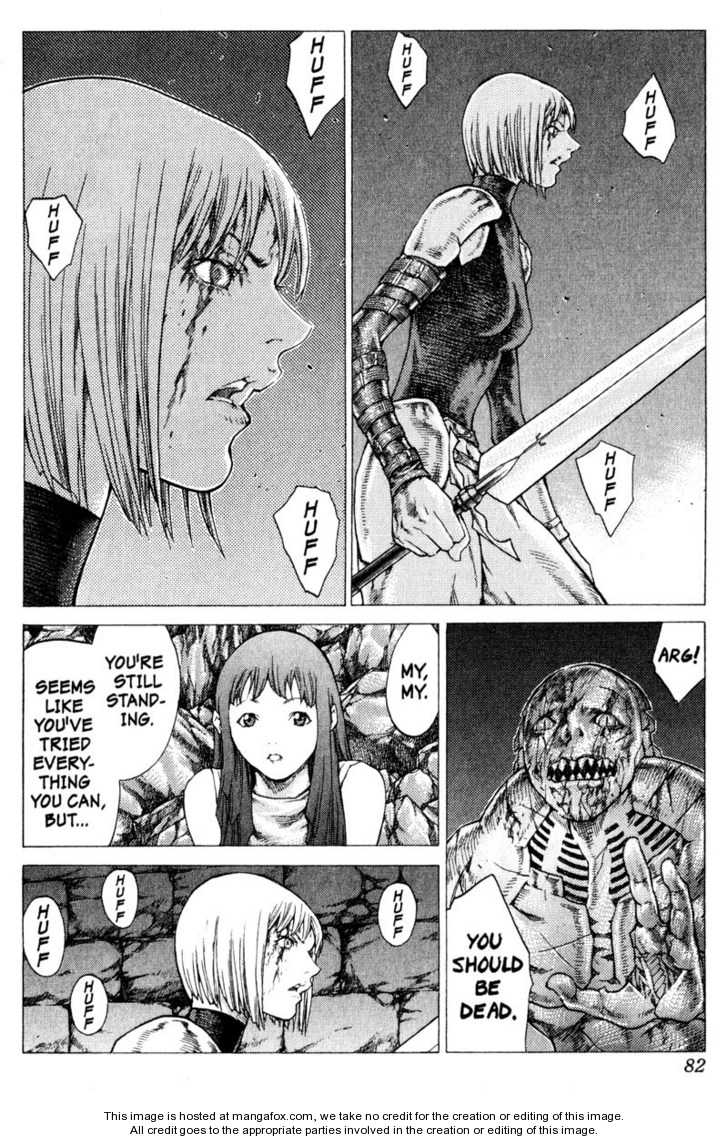 HUFF
HUFF
HUFF
HUFF
HUFF
HUFF
ARG!
YOU
SHOULD
BE
DEAD.
MY,
MY.
YOU'RE
STILL
STAND-
ING.
SEEMS
LIKE
YOU'VE
TRIED
EVERY-
THING
YOU CAN,
BUT...
HUFF
HUFF
HUFF
HUFF
82
This image is hosted at mangafox.com, we take no credit for the creation or editing of this image.
All credit goes to the appropriate parties involved in the creation or editing of this image.